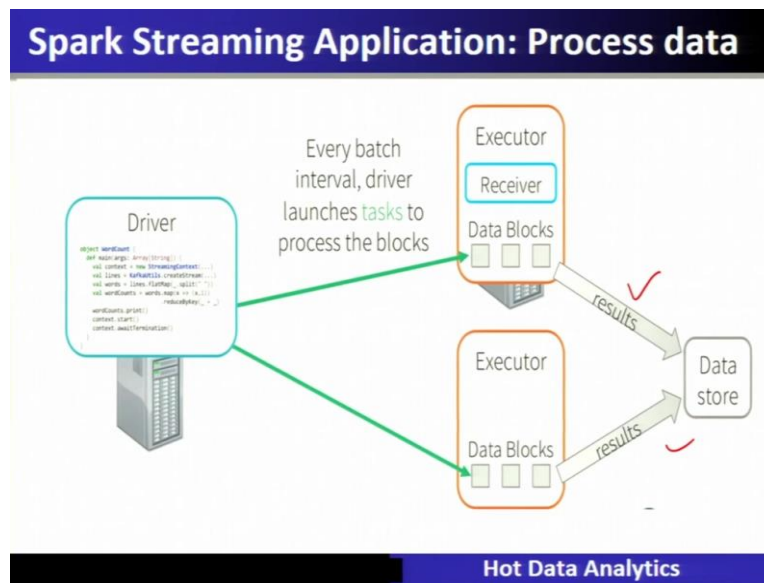 Spark Streaming Application: Process data
Every batch
interval, driver
launches tasks to
process the blocks
Driver
object WordCount {
def main(args: Array[String]) {
val context = new StreamingContext(...)
val lines = KafkaUtils.createStream(...)
val words = lines.flatMap(_.split(" "))
val wordCounts = words.map(x => (x,1))
.reduceByKey(_ + _)
wordCounts.print()
context.start()
context.awaitTermination()
}
}
Executor
Receiver
Data Blocks
results
Executor
Data Blocks
results
Data
store
Hot Data Analytics